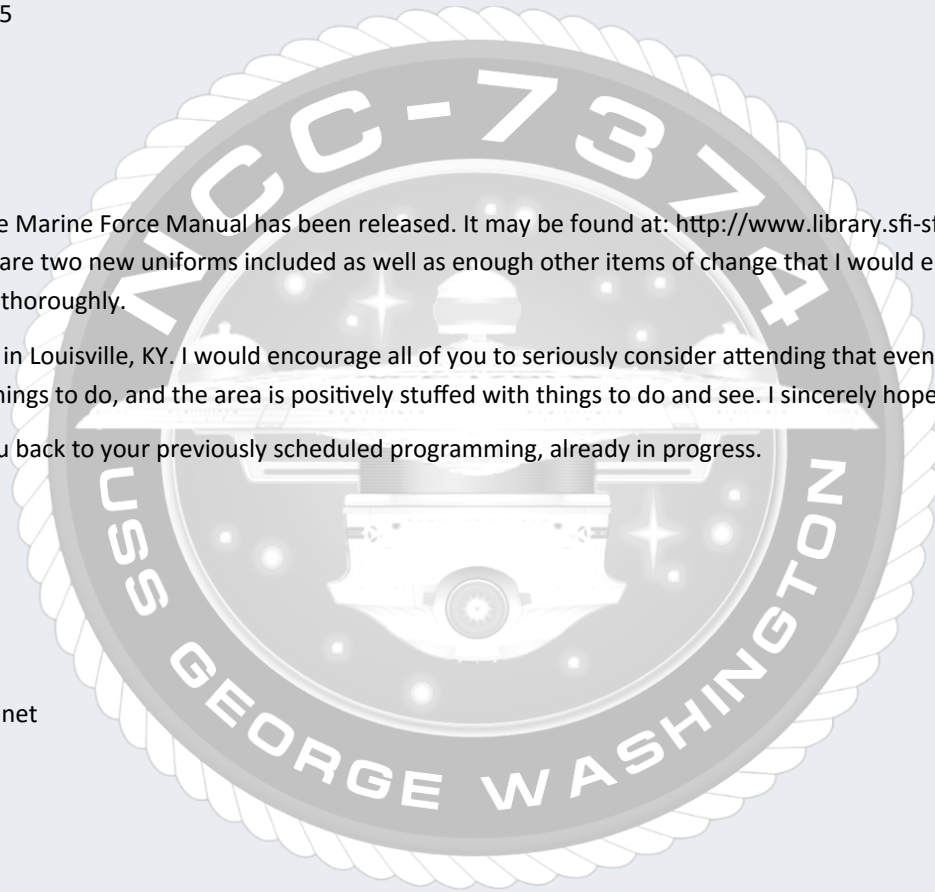 5
e Marine Force Manual has been released. It may be found at: http://www.library.sfi-sf
are two new uniforms included as well as enough other items of change that I would e
thoroughly.
in Louisville, KY. I would encourage all of you to seriously consider attending that even
hings to do, and the area is positively stuffed with things to do and see. I sincerely hope
u back to your previously scheduled programming, already in progress.
net
NCC-7374
USS GEORGE WASHINGTON